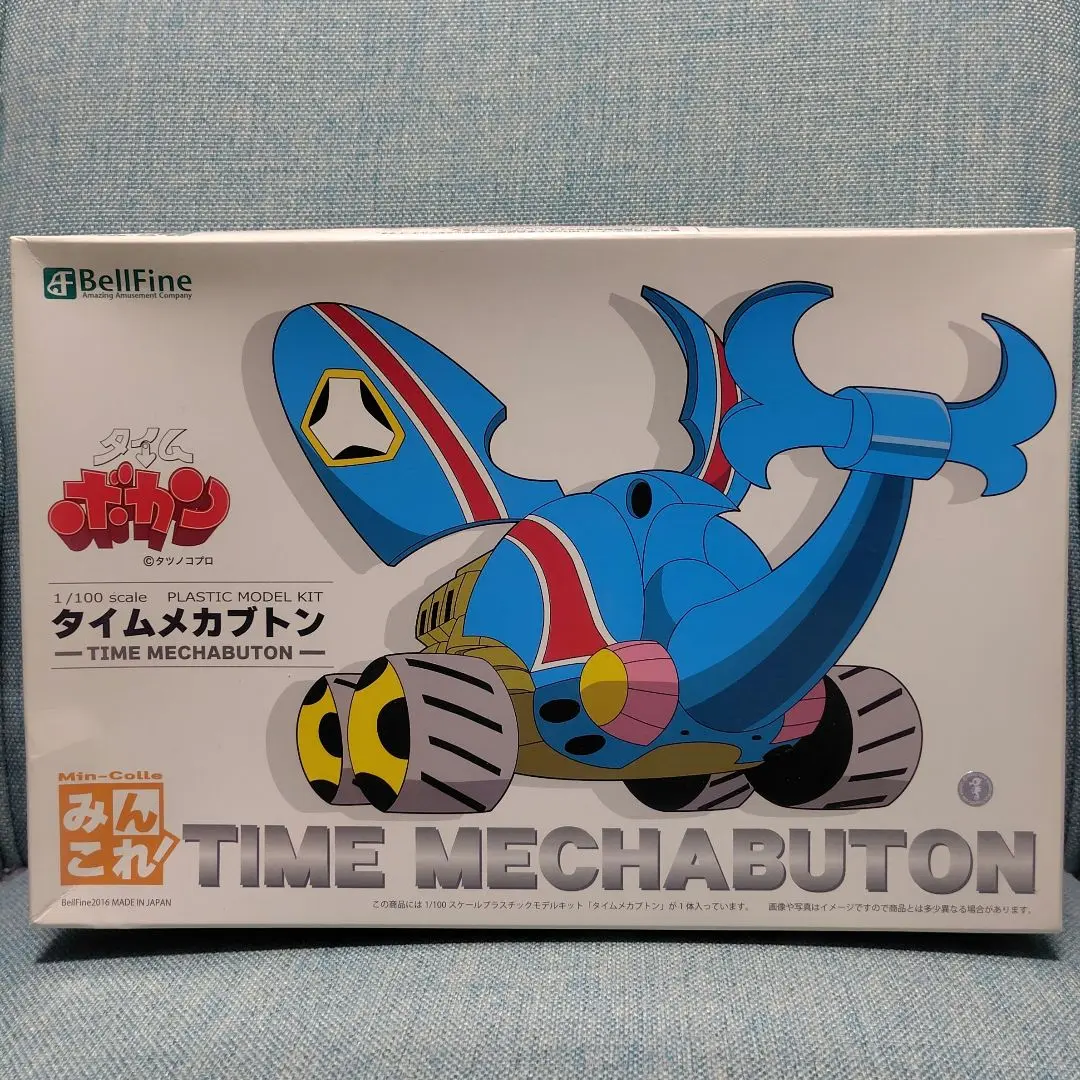 BellFine
Amazing Amusement Company
タイム
ボカン
©タツノコプロ
1/100 scale PLASTIC MODEL KIT
タイムメカブトン
— TIME MECHABUTON —
Min-Colle
みん
これ!
TIME MECHABUTON
BellFine2016 MADE IN JAPAN
この商品には 1/100 スケールプラスチックモデルキット「タイムメカブトン」が 1 体入っています。 画像や写真はイメージですので商品とは多少異なる場合があります。